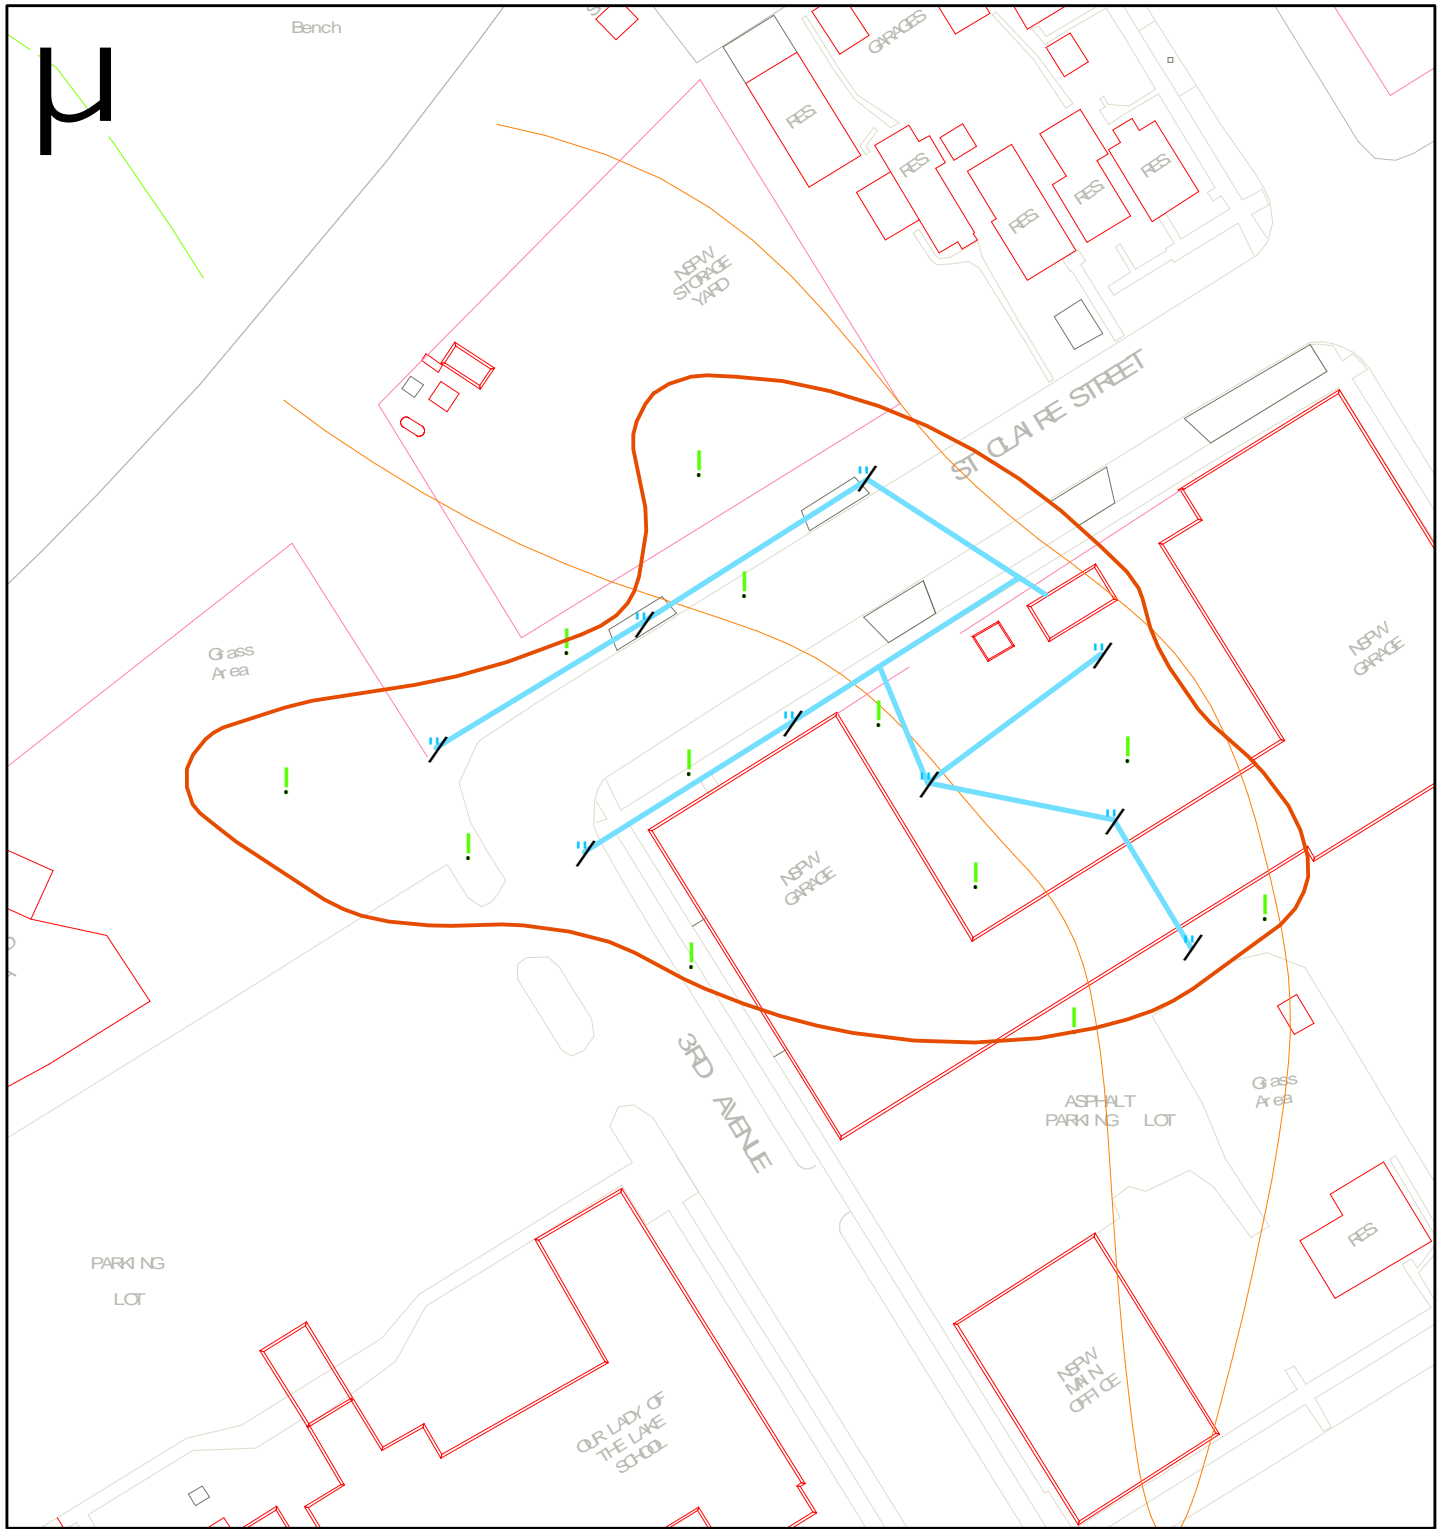 Bench
GARAGES
µ
RES
RES
RES
RES
RES
NSPW
STORAGE
YARD
ST CLAIRE STREET
Grass
Area
NSPW
GARAGE
NSPW
GARAGE
3RD AVENUE
ASPHALT
PARKING LOT
Grass
Area
RES
PARKING
LOT
NSPW
MAIN
OFFICE
OUR LADY OF
THE LAKE
SCHOOL